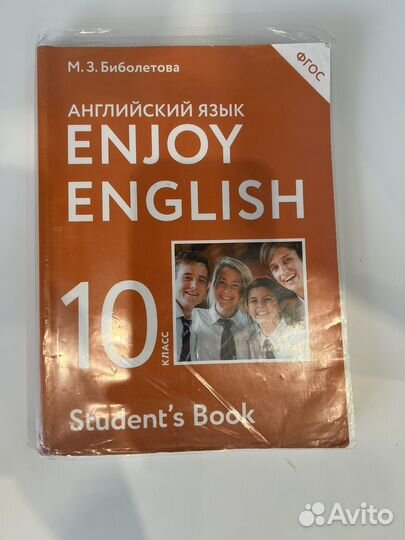 М. З. Биболетова
ФГОС
АНГЛИЙСКИЙ ЯЗЫК
ENJOY
ENGLISH
10
КЛАСС
Student's Book
Avito